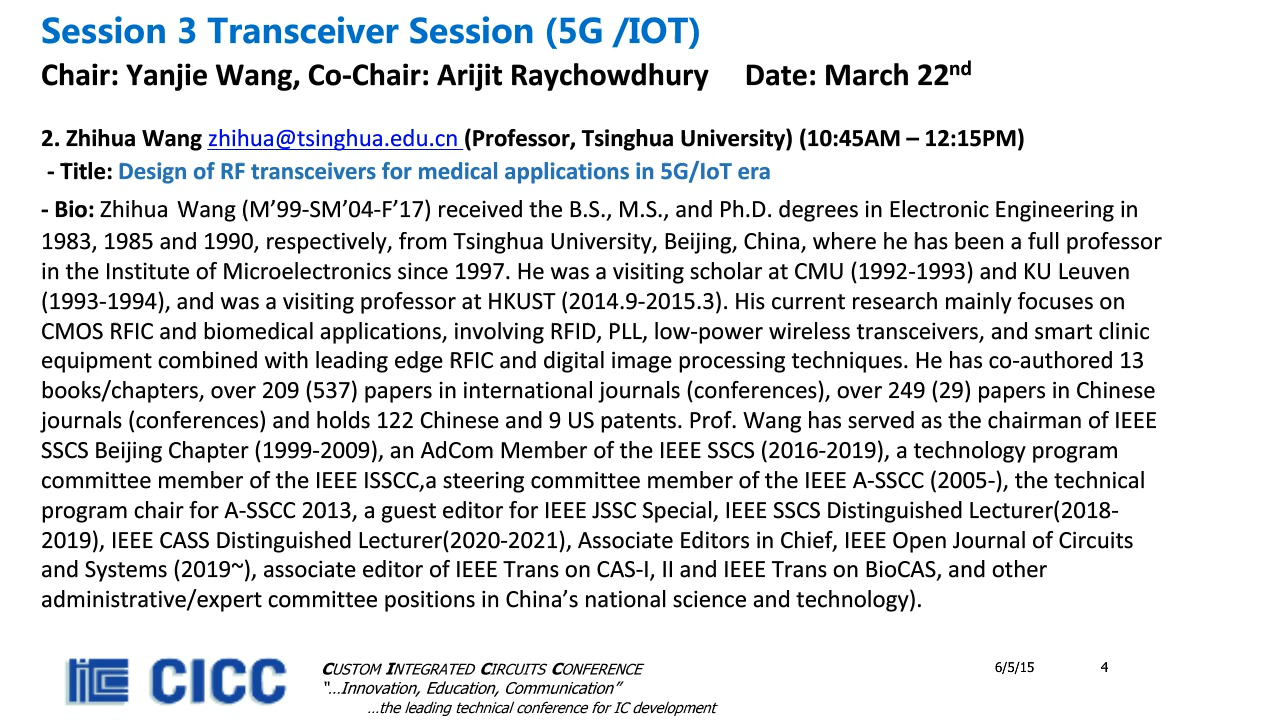 Session 3 Transceiver Session (5G /IOT)
Chair: Yanjie Wang, Co-Chair: Arijit Raychowdhury Date: March 22nd
2. Zhihua Wang zhihua@tsinghua.edu.cn (Professor, Tsinghua University) (10:45AM – 12:15PM)
- Title: Design of RF transceivers for medical applications in 5G/IoT era
- Bio: Zhihua Wang (M’99-SM’04-F’17) received the B.S., M.S., and Ph.D. degrees in Electronic Engineering in
1983, 1985 and 1990, respectively, from Tsinghua University, Beijing, China, where he has been a full professor
in the Institute of Microelectronics since 1997. He was a visiting scholar at CMU (1992-1993) and KU Leuven
(1993-1994), and was a visiting professor at HKUST (2014.9-2015.3). His current research mainly focuses on
CMOS RFIC and biomedical applications, involving RFID, PLL, low-power wireless transceivers, and smart clinic
equipment combined with leading edge RFIC and digital image processing techniques. He has co-authored 13
books/chapters, over 209 (537) papers in international journals (conferences), over 249 (29) papers in Chinese
journals (conferences) and holds 122 Chinese and 9 US patents. Prof. Wang has served as the chairman of IEEE
SSCS Beijing Chapter (1999-2009), an AdCom Member of the IEEE SSCS (2016-2019), a technology program
committee member of the IEEE ISSCC,a steering committee member of the IEEE A-SSCC (2005-), the technical
program chair for A-SSCC 2013, a guest editor for IEEE JSSC Special, IEEE SSCS Distinguished Lecturer(2018-
2019), IEEE CASS Distinguished Lecturer(2020-2021), Associate Editors in Chief, IEEE Open Journal of Circuits
and Systems (2019~), associate editor of IEEE Trans on CAS-I, II and IEEE Trans on BioCAS, and other
administrative/expert committee positions in China’s national science and technology).
CICC
CUSTOM INTEGRATED CIRCUITS CONFERENCE
“...Innovation, Education, Communication”
...the leading technical conference for IC development
6/5/15 4